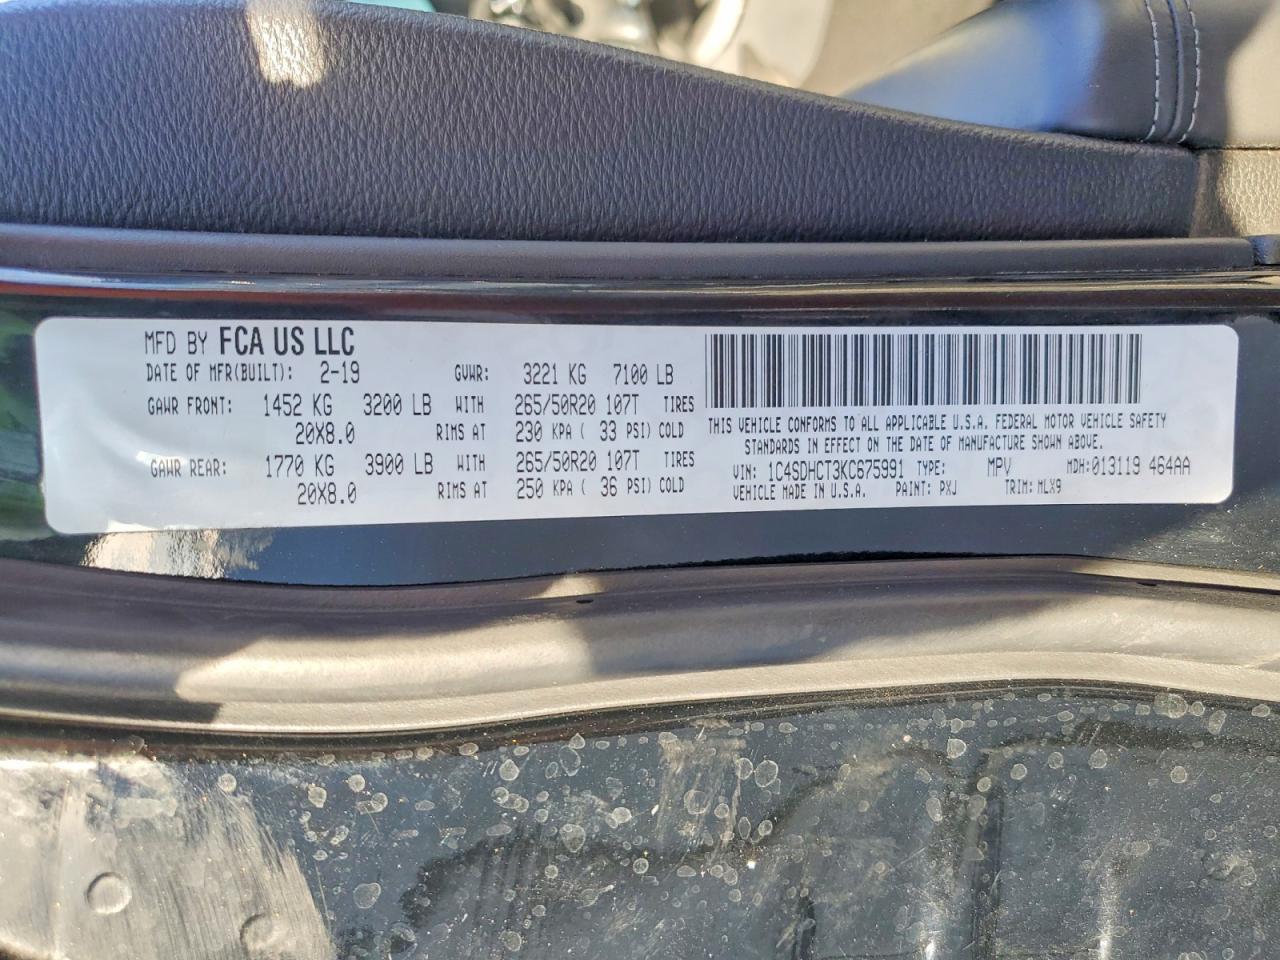 MFD BY FCA US LLC
DATE OF MFR(BUILT): 2-19 GVWR: 3221 KG 7100 LB
GAWR FRONT: 1452 KG 3200 LB WITH 265/50R20 107T TIRES
20X8.0 RIMS AT 230 KPA ( 33 PSI) COLD
GAWR REAR: 1770 KG 3900 LB WITH 265/50R20 107T TIRES
20X8.0 RIMS AT 250 KPA ( 36 PSI) COLD
THIS VEHICLE CONFORMS TO ALL APPLICABLE U.S.A. FEDERAL MOTOR VEHICLE SAFETY
STANDARDS IN EFFECT ON THE DATE OF MANUFACTURE SHOWN ABOVE.
VIN: 1C4SDHCT3KC675991 TYPE: MPV MDH:013119 464AA
VEHICLE MADE IN U.S.A. PAINT: PXJ TRIM: MLX9